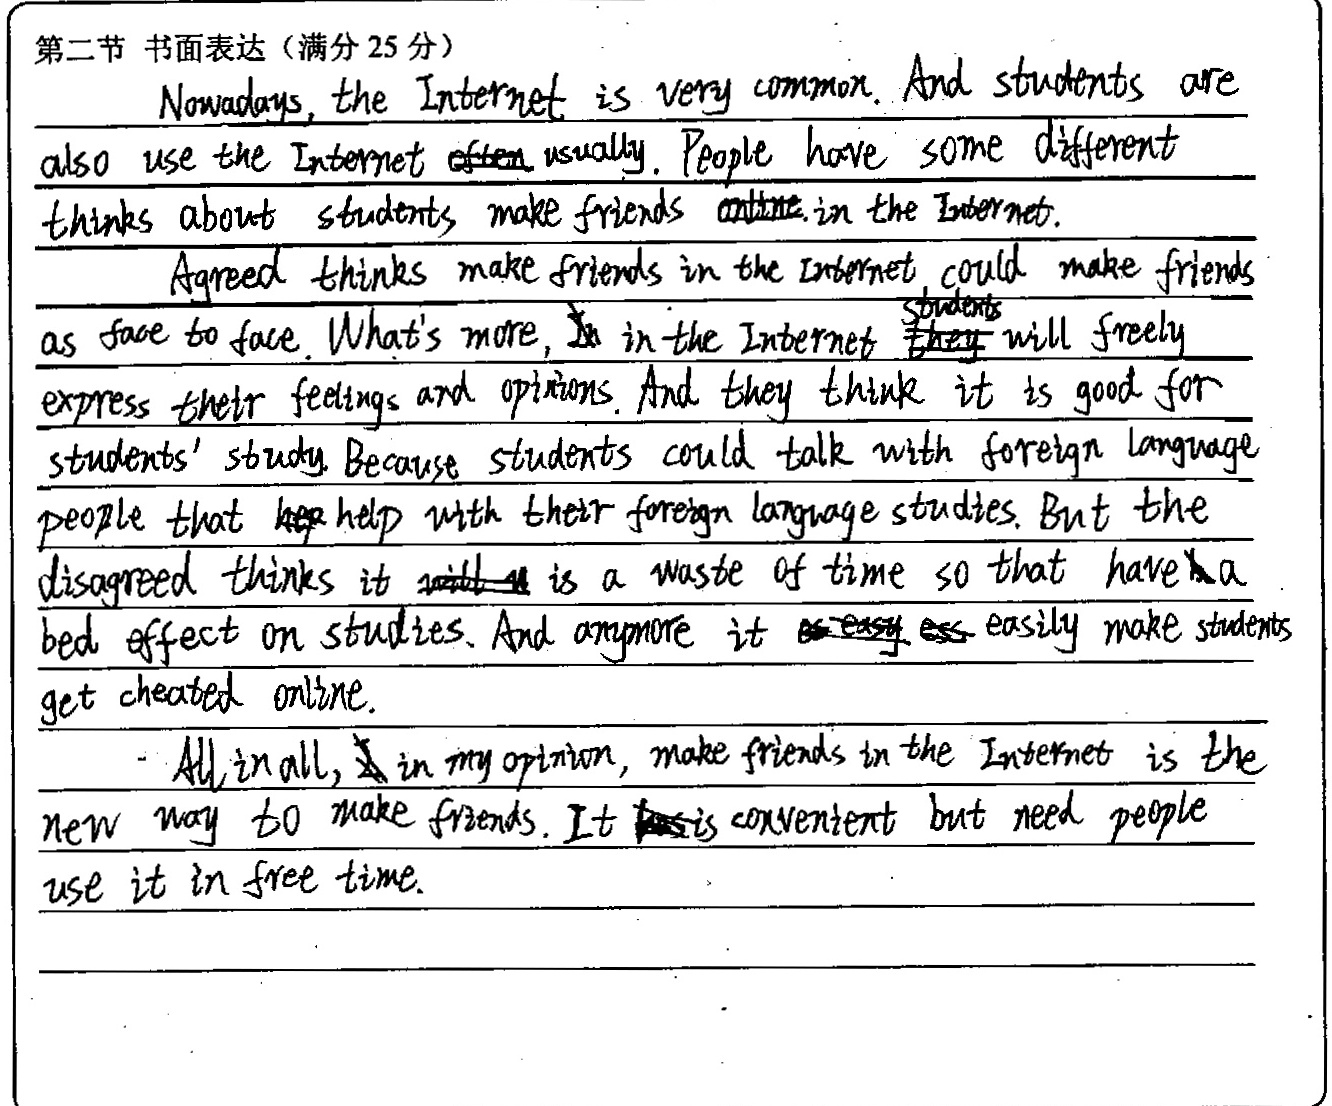 第二节 书面表达（满分 25 分）
Nowadays, the Internet is very common. And students are
also use the Internet often usually. People have some different
thinks about students make friends online in the Internet.
Agreed thinks make friends in the Internet could make friends
students
as face to face. What's more, In in the Internet they will freely
express their feelings and opinions. And they think it is good for
students' study. Because students could talk with foreign language
people that hep help with their foreign language studies. But the
disagreed thinks it will is a waste of time so that have a
bed effect on studies. And anymore it es easy ess easily make students
get cheated online.
All in all, in my opinion, make friends in the Internet is the
new way to make friends. It is convenient but need people
use it in free time.